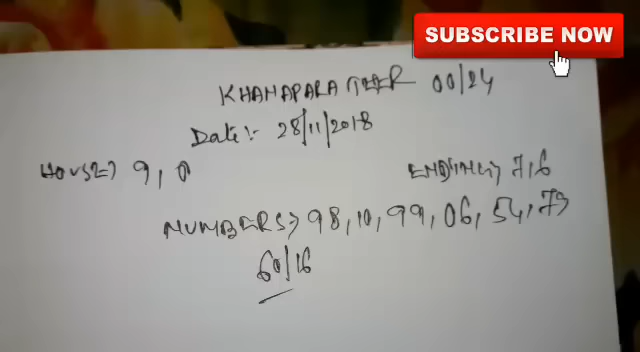 SUBSCRIBE NOW
KHANAPARA TEER 00/24
Date:- 28/11/2018
HOUSE→ 9, 0 ENDING→ 7, 6
NUMBERS→ 98, 10, 99, 06, 54, 73
60/16